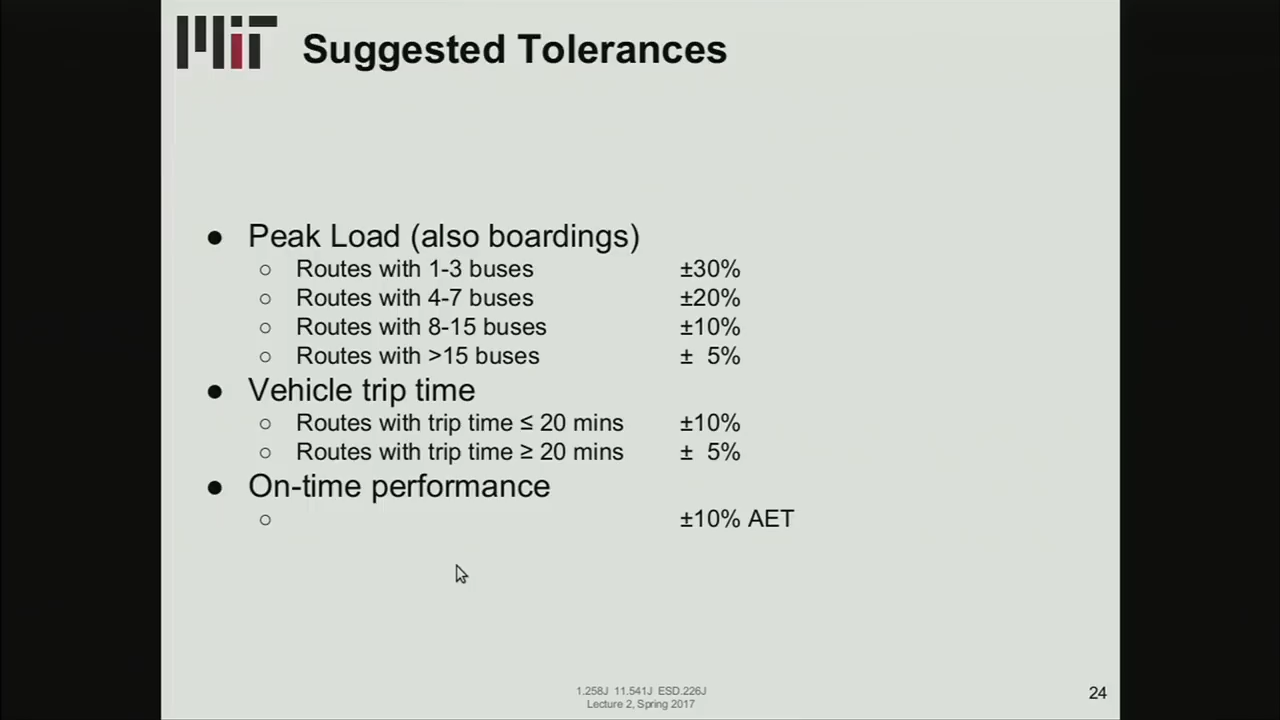 MIT
Suggested Tolerances
● Peak Load (also boardings)
○ Routes with 1-3 buses ±30%
○ Routes with 4-7 buses ±20%
○ Routes with 8-15 buses ±10%
○ Routes with >15 buses ± 5%
● Vehicle trip time
○ Routes with trip time ≤ 20 mins ±10%
○ Routes with trip time ≥ 20 mins ± 5%
● On-time performance
○ ±10% AET
1.258J 11.541J ESD.226J
Lecture 2, Spring 2017
24